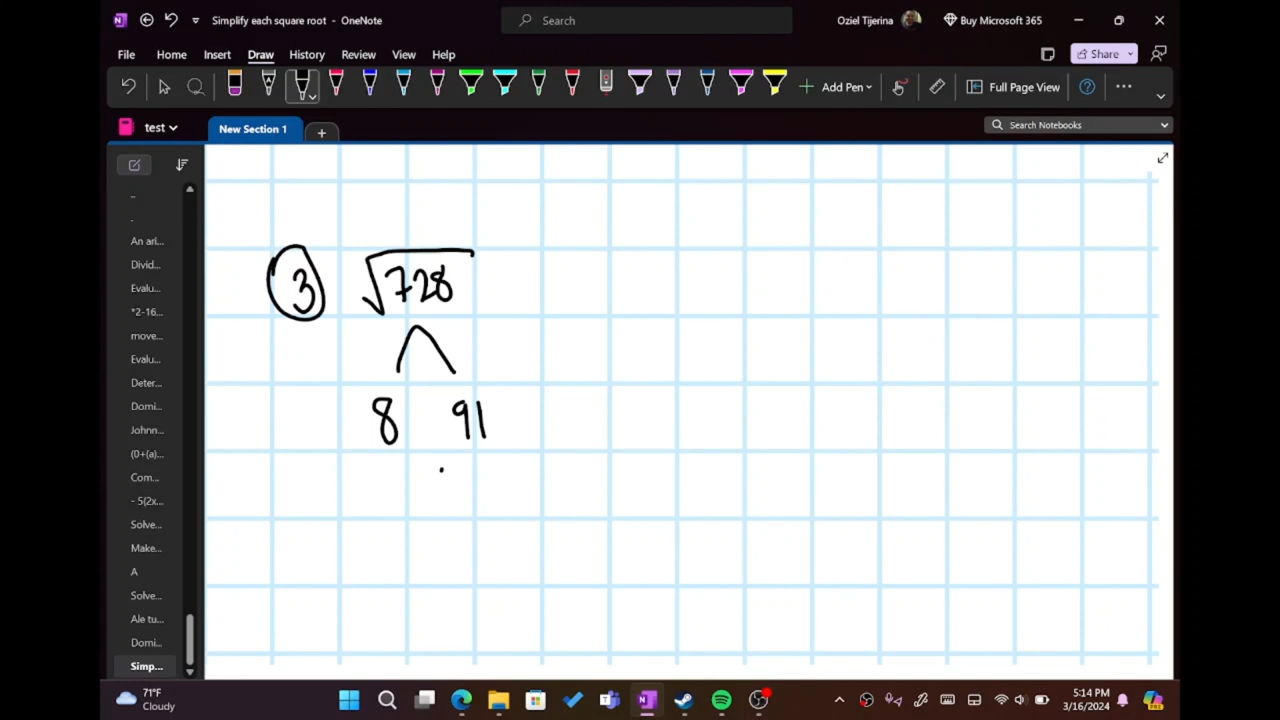 Simplify each square root - OneNote
Search
Oziel Tijerina
Buy Microsoft 365
File Home Insert Draw History Review View Help
Share
Add Pen
Full Page View
test
New Section 1
+
Search Notebooks
-
.
An ari...
Divid...
Evalu...
*2-16...
move...
Evalu...
Deter...
Domi...
Johnn...
(0+(a)...
Com...
- 5(2x...
Solve...
Make...
A
Solve...
Ale tu...
Domi...
Simp...
3 √728
8 91
71°F
Cloudy
5:14 PM
3/16/2024